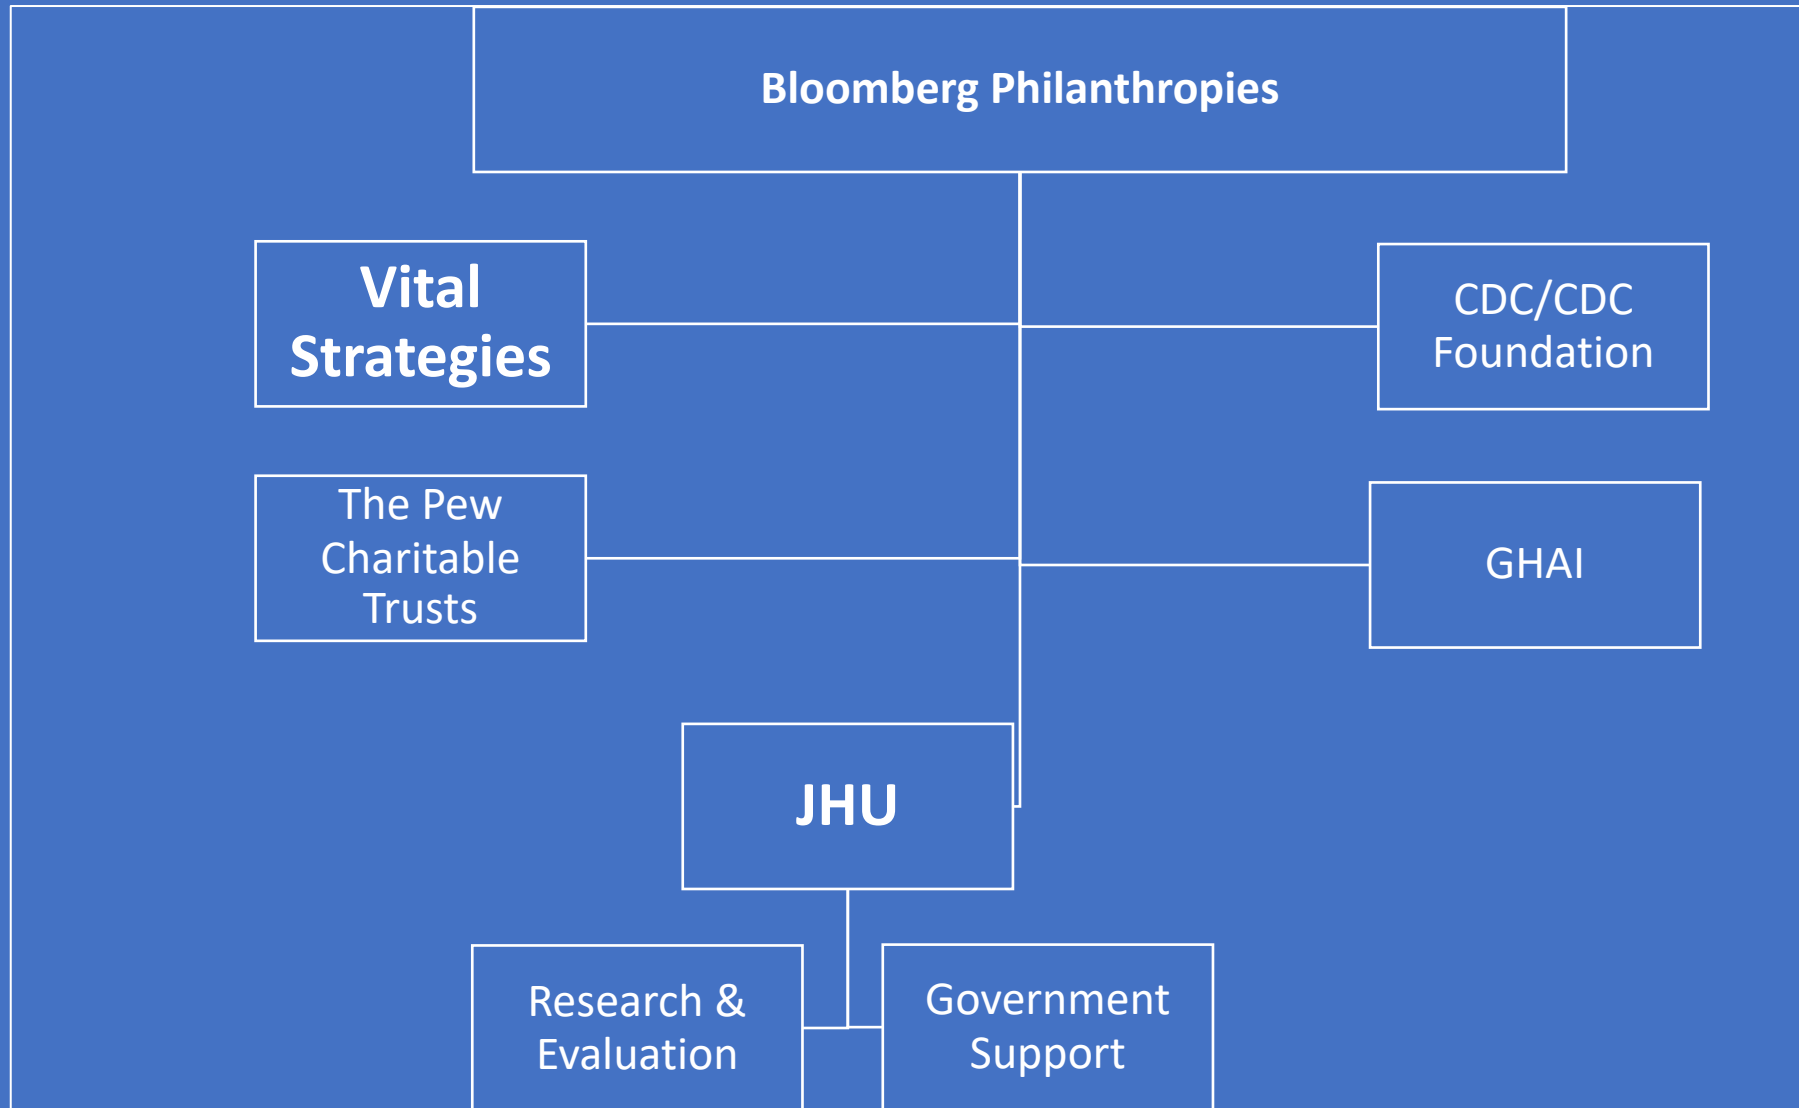 Bloomberg Philanthropies
Vital
Strategies
CDC/CDC
Foundation
The Pew
Charitable
Trusts
GHAI
JHU
Research &
Evaluation
Government
Support